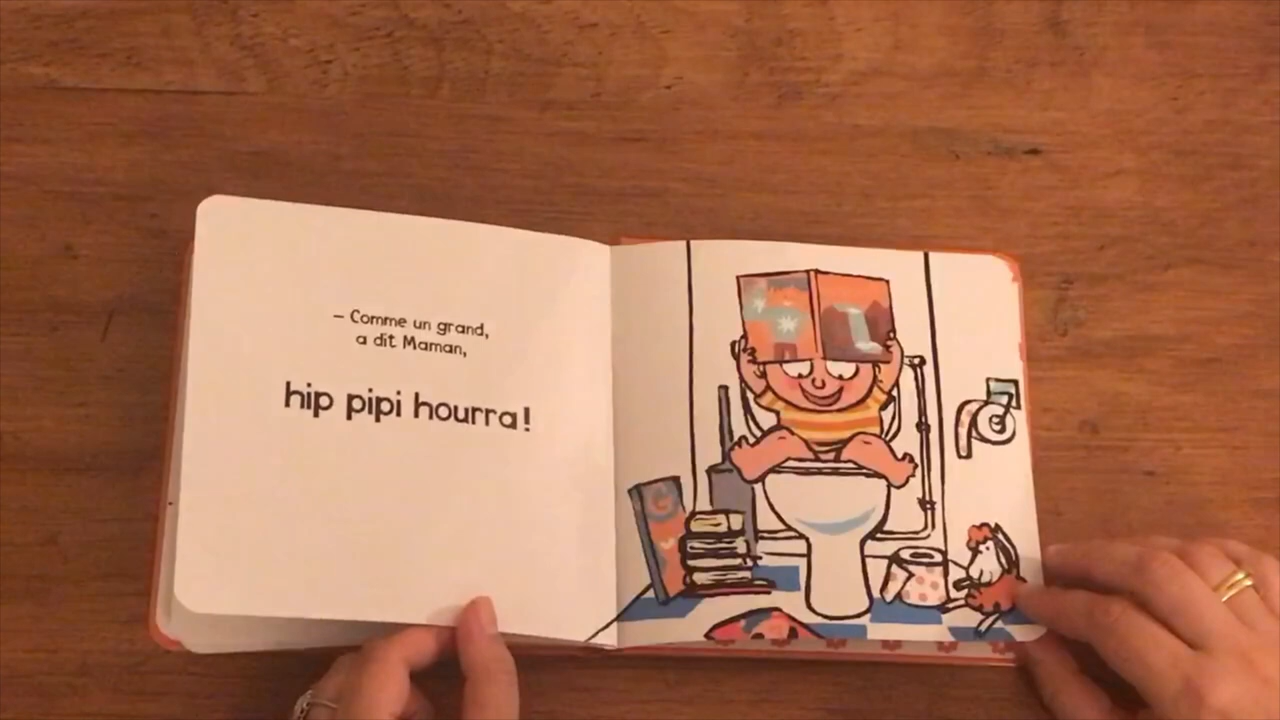 – Comme un grand,
a dit Maman,
hip pipi hourra!